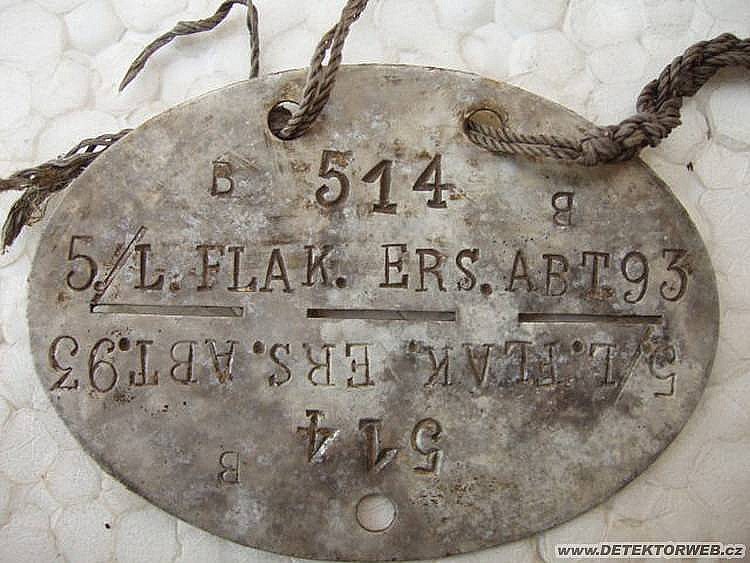 514
B B
5./L. FLAK. ERS. ABT. 93
5/L. FLAK. ERS. ABT. 93
514
B
www.DETEKTORWEB.cz